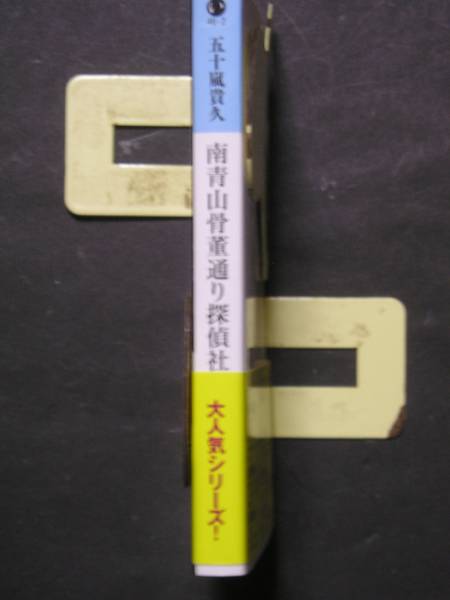 五十嵐貴久
南青山骨董通り探偵社
大人気シリーズ!